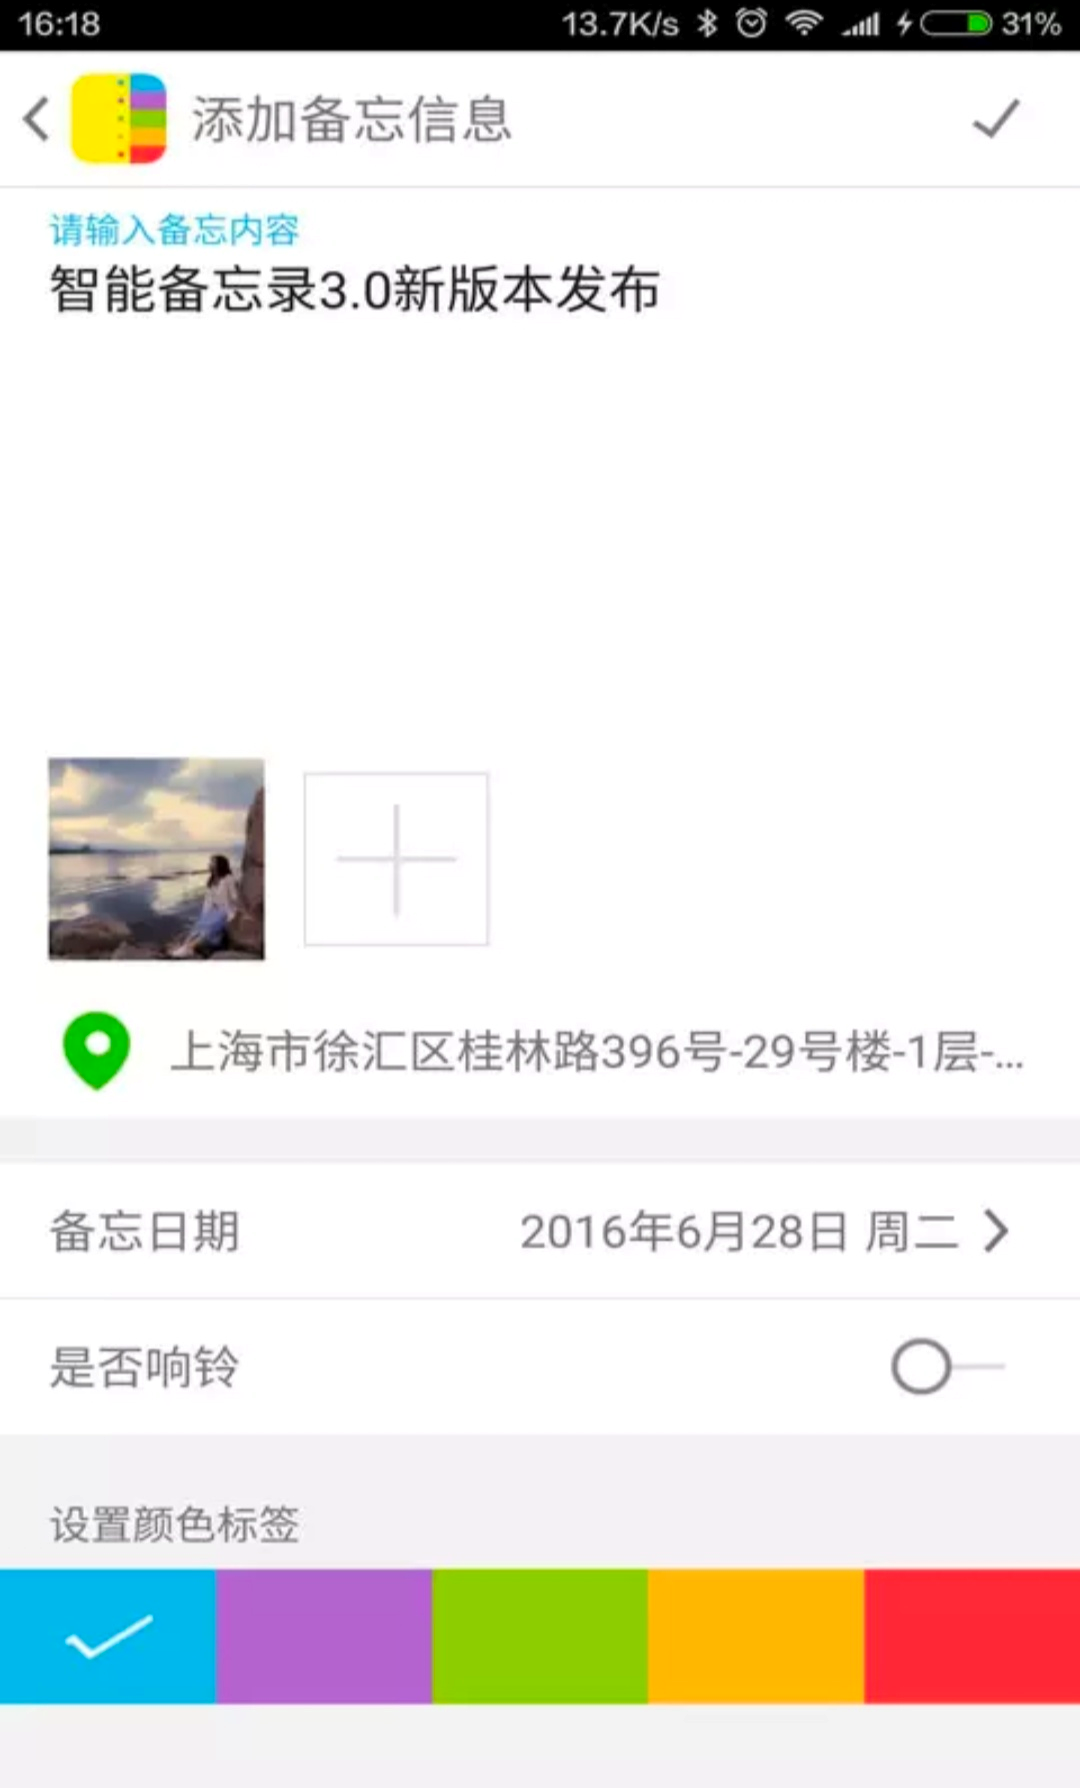 16:18 13.7K/s 31%
添加备忘信息
请输入备忘内容
智能备忘录3.0新版本发布
上海市徐汇区桂林路396号-29号楼-1层-...
备忘日期 2016年6月28日 周二
是否响铃
设置颜色标签